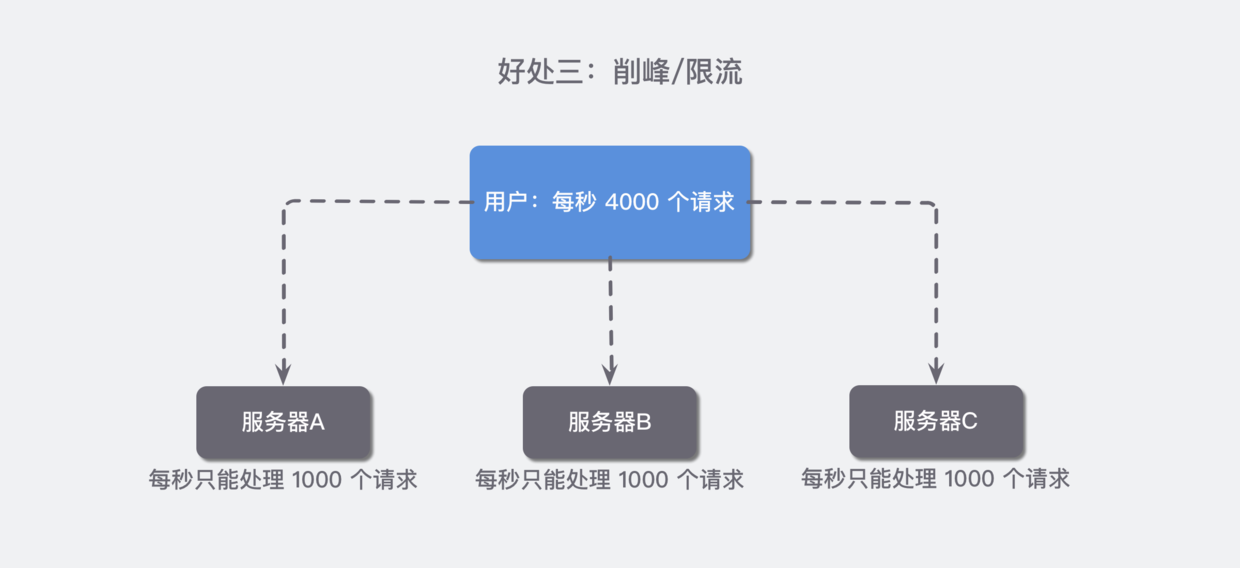 好处三：削峰/限流
用户：每秒 4000 个请求
服务器A
服务器B
服务器C
每秒只能处理 1000 个请求
每秒只能处理 1000 个请求
每秒只能处理 1000 个请求